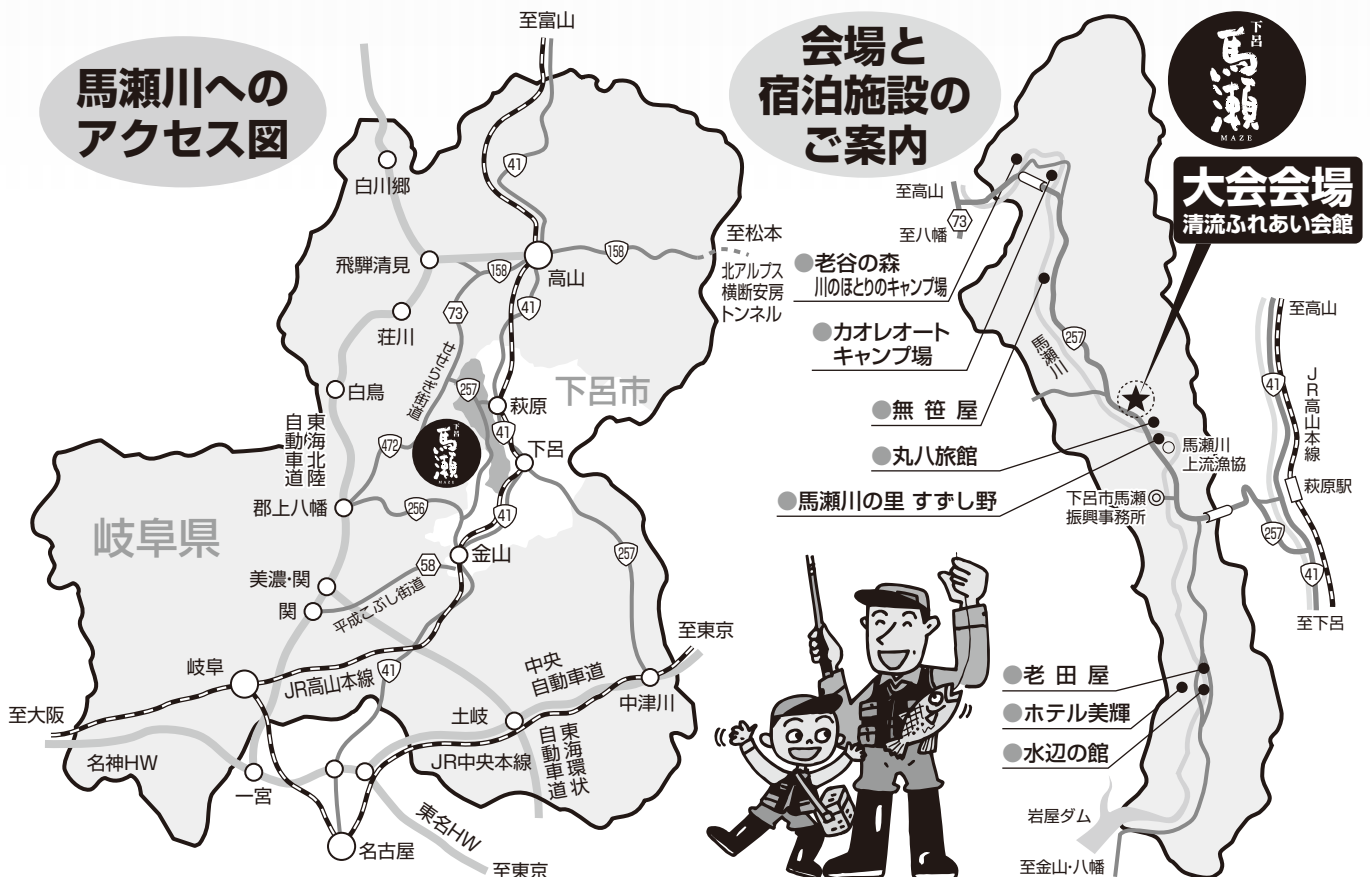 馬瀬川への
アクセス図
至富山
41
白川郷
至松本
飛騨清見
158
158
高山
北アルプス
横断安房
トンネル
荘川
73
41
せせらぎ街道
白鳥
257
萩原
下呂市
東海北陸
自動車道
472
下呂
馬瀬
MAZE
41
下呂
郡上八幡
256
41
岐阜県
257
金山
58
美濃・関
関
平成こぶし街道
至東京
岐阜
JR高山本線
41
中央
自動車道
中津川
至大阪
土岐
名神HW
JR中央本線
東海環状
自動車道
一宮
東名HW
名古屋
至東京
会場と
宿泊施設の
ご案内
下呂
馬瀬
MAZE
大会会場
清流ふれあい会館
至高山
73
至八幡
●老谷の森
川のほとりのキャンプ場
●カオレオート
キャンプ場
257
馬瀬川
●無笹屋
●丸八旅館
●馬瀬川の里 すずし野
馬瀬川
上流漁協
下呂市馬瀬
振興事務所
至高山
41
JR高山本線
萩原駅
257
41
至下呂
●老田屋
●ホテル美輝
●水辺の館
岩屋ダム
至金山・八幡